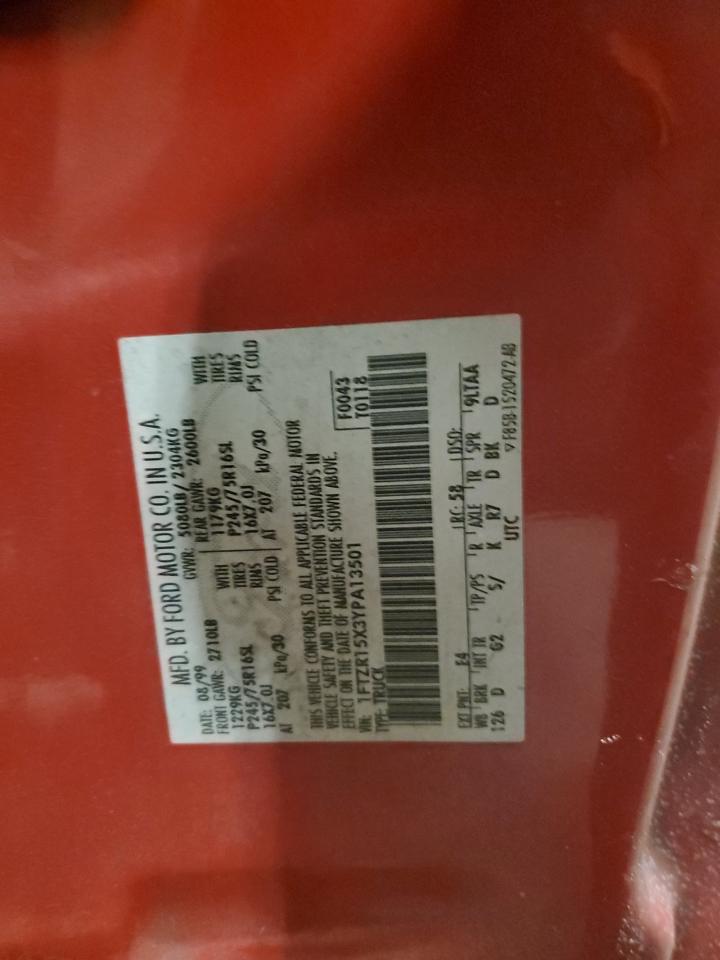 MFD. BY FORD MOTOR CO. IN U.S.A.
DATE: 08/99 GVWR: 5080LB/ 2304KG
FRONT GAWR: 2710LB REAR GAWR: 2600LB
1229KG WITH 1179KG WITH
P245/75R16SL TIRES P245/75R16SL TIRES
16X7.0J RIMS 16X7.0J RIMS
AT 207 kPa/30 PSI COLD AT 207 kPa/30 PSI COLD
THIS VEHICLE CONFORMS TO ALL APPLICABLE FEDERAL MOTOR
VEHICLE SAFETY AND THEFT PREVENTION STANDARDS IN
EFFECT ON THE DATE OF MANUFACTURE SHOWN ABOVE.
VIN: 1FTZR15X3YPA13501 F0043
TYPE: TRUCK T0118
EXT PNT: E4 RC: 58 DSO:
WB BRK INT TR TP/PS R AXLE TR SPR 9LTAA
126 D G2 S/ K R7 D BK D
UTC ▽F85B-1520472-AB